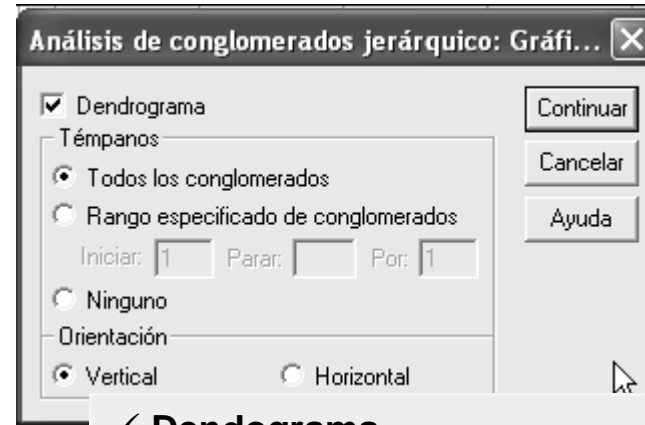 Análisis de conglomerados jerárquico: Gráfi...
Dendrograma
Continuar
Témpanos
Todos los conglomerados
Cancelar
Rango especificado de conglomerados
Ayuda
Iniciar: 1 Parar: Por: 1
Ninguno
Orientación
Vertical Horizontal
✓ Dendograma